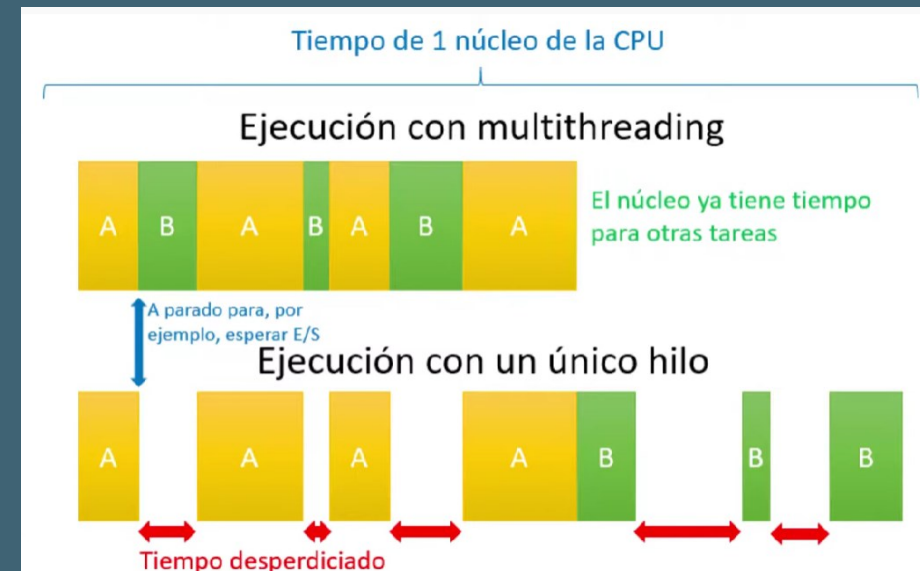 Tiempo de 1 núcleo de la CPU
Ejecución con multithreading
A B A B A B A
El núcleo ya tiene tiempo
para otras tareas
A parado para, por
ejemplo, esperar E/S
Ejecución con un único hilo
A A A A B B B
Tiempo desperdiciado